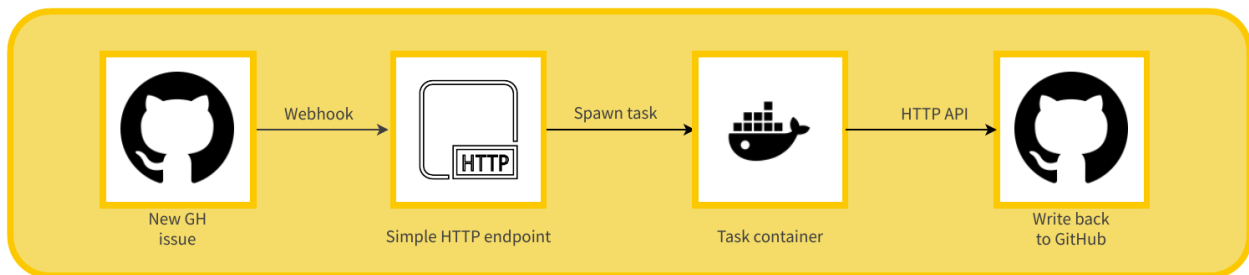 Webhook
Spawn task
HTTP API
HTTP
New GH
issue
Simple HTTP endpoint
Task container
Write back
to GitHub